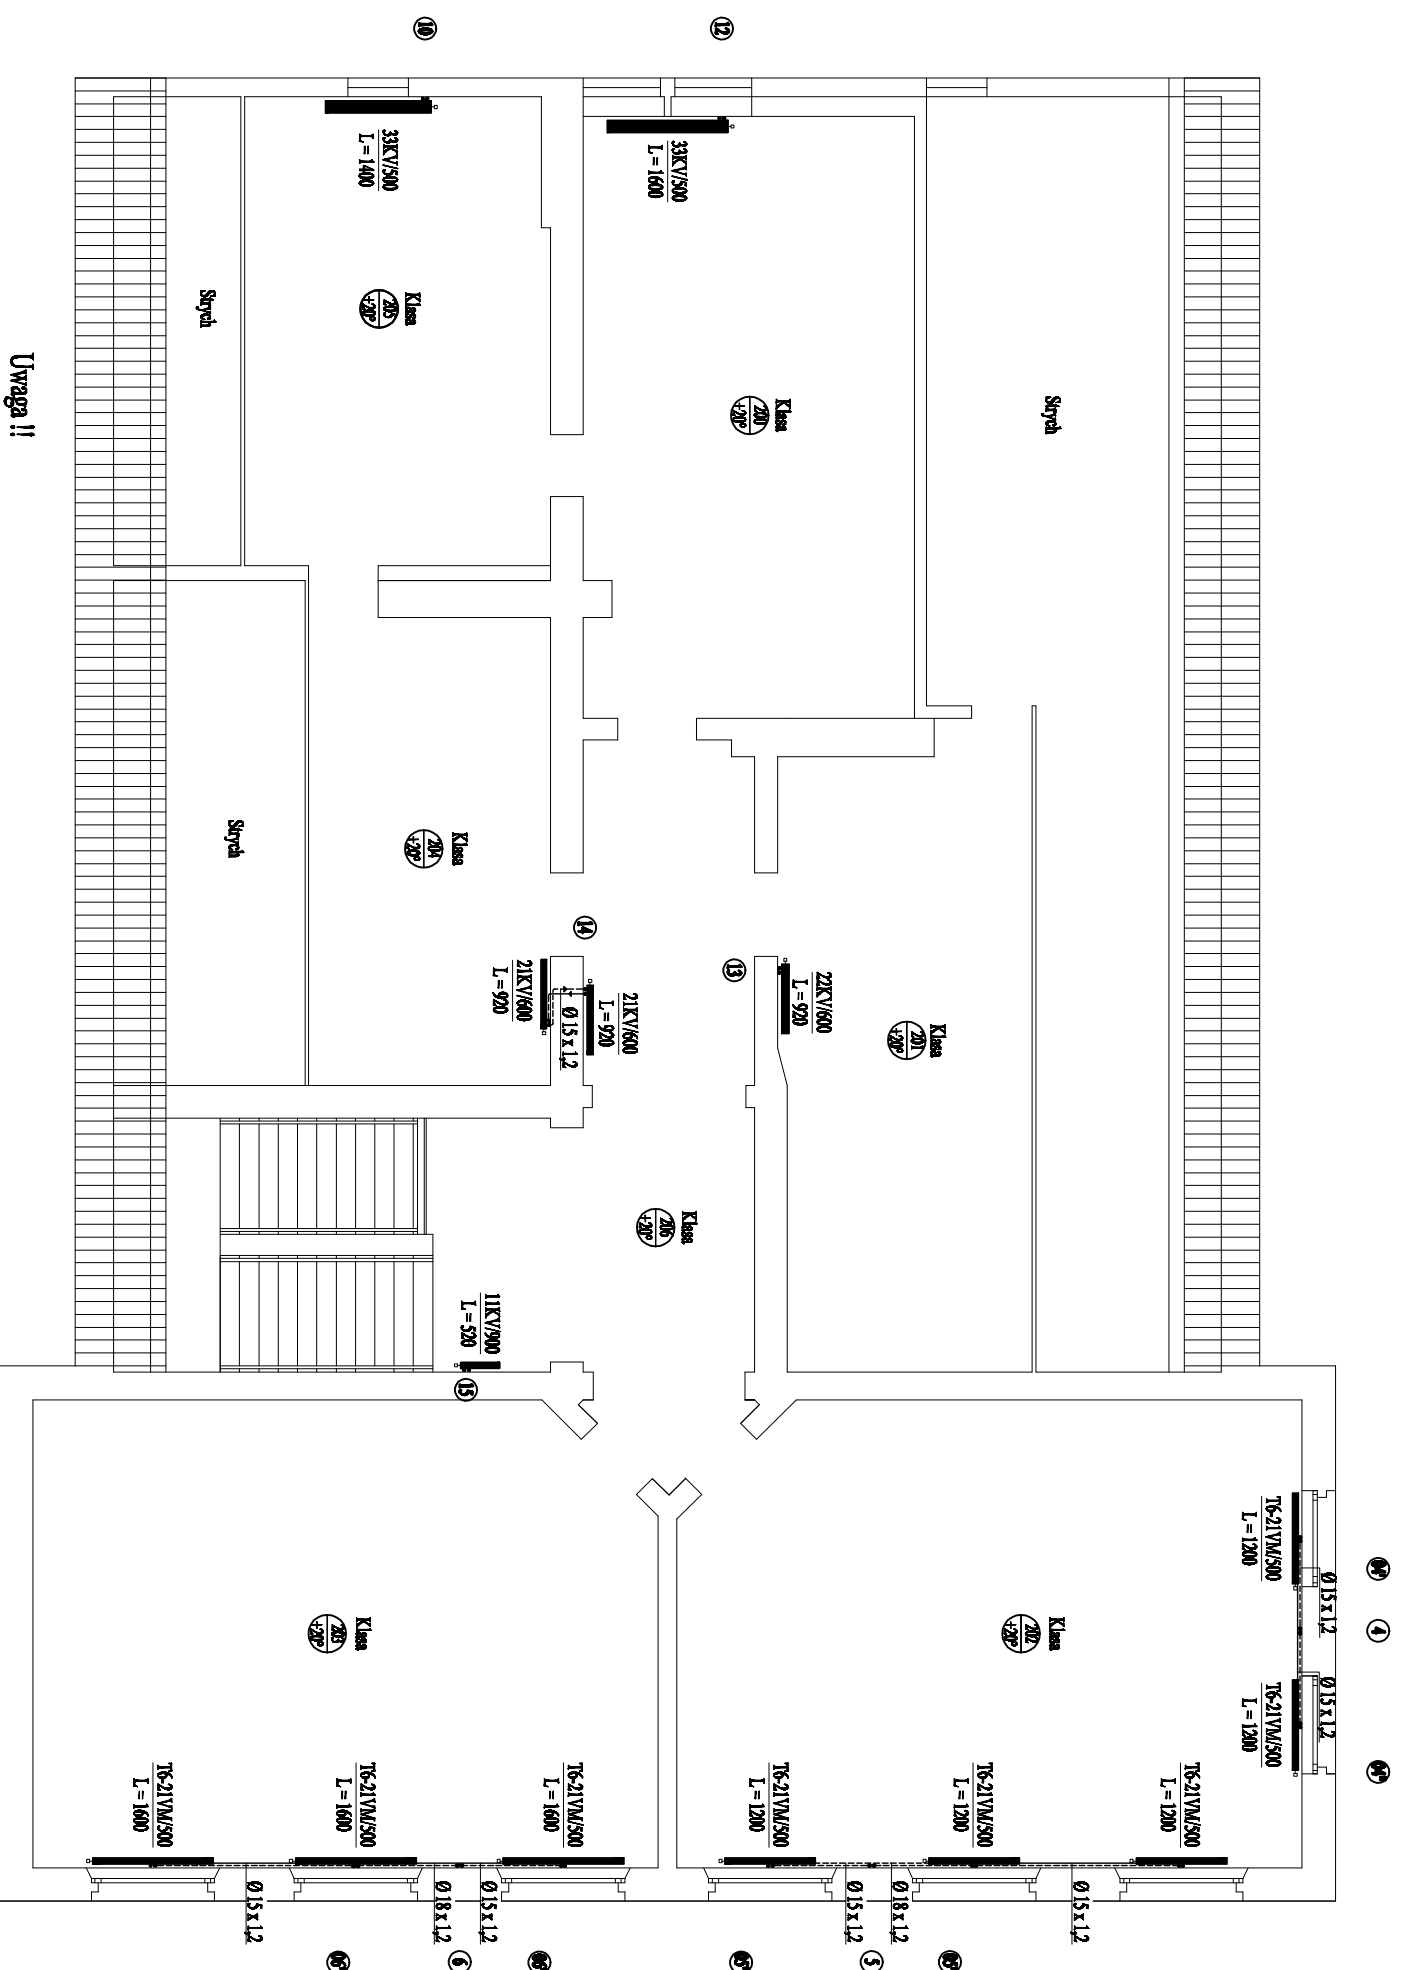 10
12
33KV/500
L = 1400
33KV/500
L = 1600
Strych
Klasa
205
+20°
Klasa
200
+20°
Strych
Uwaga !!
Strych
Klasa
204
+20°
14
13
21KV/600
L = 920
Ø 15 x 1,2
21KV/600
L = 920
22KV/600
L = 920
Klasa
201
+20°
Klasa
206
+20°
11KV/900
L = 520
15
T6-21VM/500
L = 1200
04'
Ø 15 x 1,2
4
Klasa
203
+20°
Klasa
202
+20°
T6-21VM/500
L = 1200
Ø 15 x 1,2
04"
T6-21VM/500
L = 1600
T6-21VM/500
L = 1600
T6-21VM/500
L = 1600
T6-21VM/500
L = 1200
T6-21VM/500
L = 1200
T6-21VM/500
L = 1200
Ø 15 x 1,2
Ø 18 x 1,2
Ø 15 x 1,2
Ø 15 x 1,2
Ø 18 x 1,2
Ø 15 x 1,2
6
5